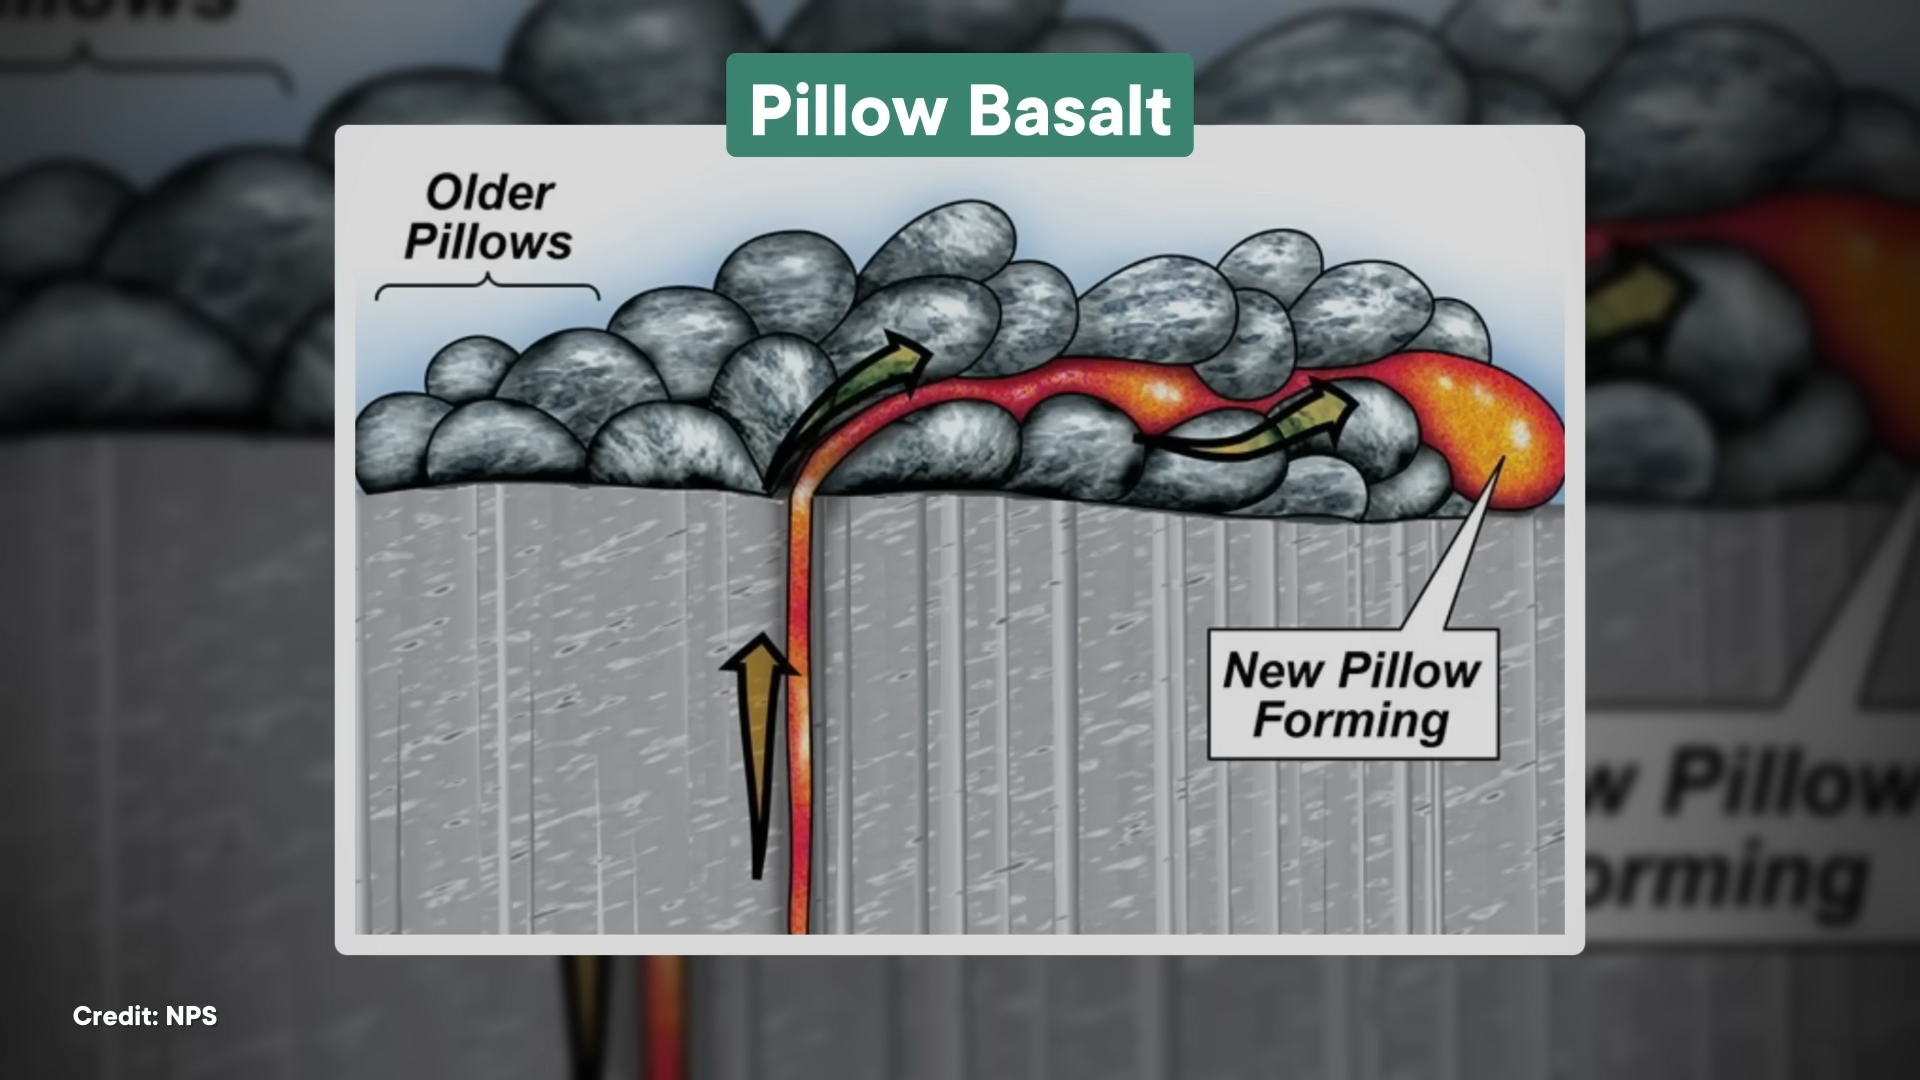 Pillow Basalt
Older
Pillows
New Pillow
Forming
Credit: NPS